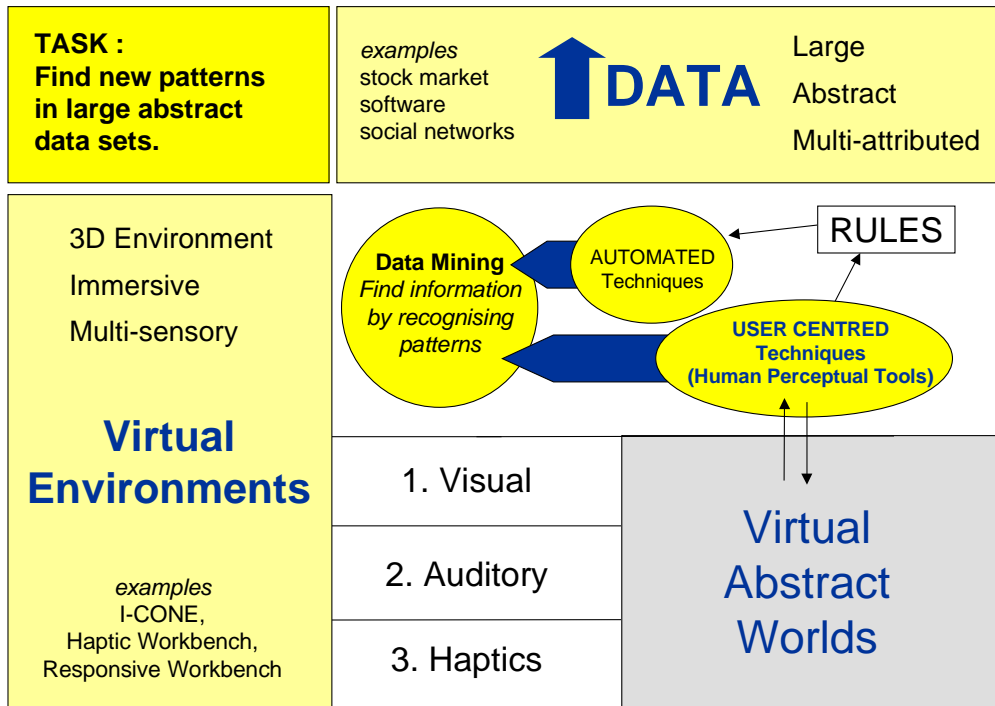 TASK :
Find new patterns
in large abstract
data sets.
examples
stock market
software
social networks
DATA
Large
Abstract
Multi-attributed
3D Environment
Immersive
Multi-sensory
Virtual
Environments
examples
I-CONE,
Haptic Workbench,
Responsive Workbench
Data Mining
Find information
by recognising
patterns
AUTOMATED
Techniques
RULES
USER CENTRED
Techniques
(Human Perceptual Tools)
1. Visual
2. Auditory
3. Haptics
Virtual
Abstract
Worlds